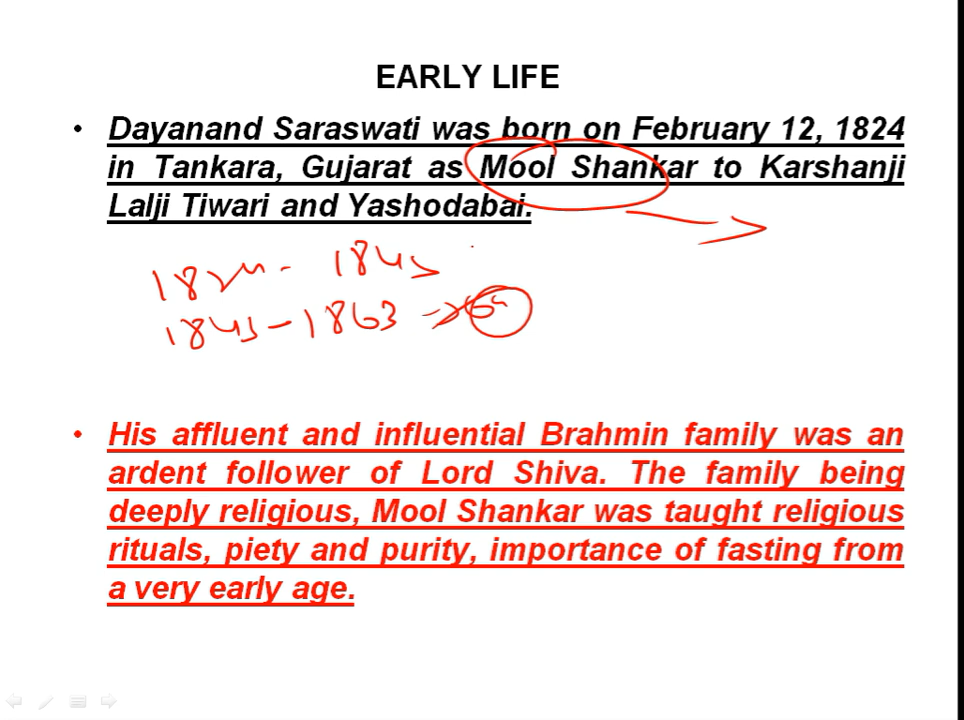 EARLY LIFE
• Dayanand Saraswati was born on February 12, 1824
in Tankara, Gujarat as Mool Shankar to Karshanji
Lalji Tiwari and Yashodabai.
1824 - 1845
1845 - 1863
• His affluent and influential Brahmin family was an
ardent follower of Lord Shiva. The family being
deeply religious, Mool Shankar was taught religious
rituals, piety and purity, importance of fasting from
a very early age.